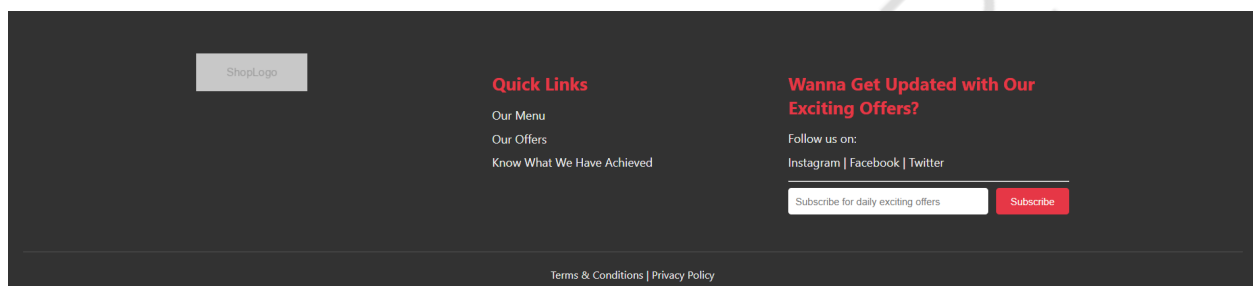 ShopLogo
Quick Links
Our Menu
Our Offers
Know What We Have Achieved
Wanna Get Updated with Our
Exciting Offers?
Follow us on:
Instagram | Facebook | Twitter
Subscribe for daily exciting offers
Subscribe
Terms & Conditions | Privacy Policy